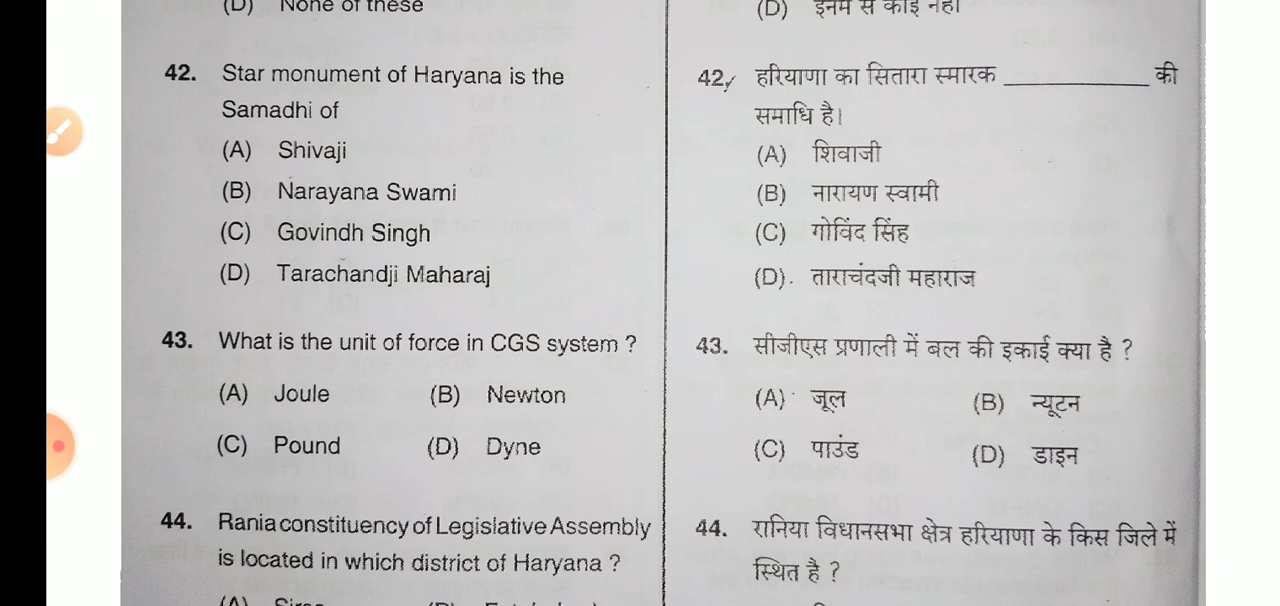 (D) None of these
42. Star monument of Haryana is the
Samadhi of
(A) Shivaji
(B) Narayana Swami
(C) Govindh Singh
(D) Tarachandji Maharaj
43. What is the unit of force in CGS system ?
(A) Joule (B) Newton
(C) Pound (D) Dyne
44. Rania constituency of Legislative Assembly
is located in which district of Haryana ?
(A) (B)
(D) इनमें से कोई नहीं
42. हरियाणा का सितारा स्मारक __________ की
समाधि है।
(A) शिवाजी
(B) नारायण स्वामी
(C) गोविंद सिंह
(D) ताराचंदजी महाराज
43. सीजीएस प्रणाली में बल की इकाई क्या है ?
(A) जूल (B) न्यूटन
(C) पाउंड (D) डाइन
44. रानिया विधानसभा क्षेत्र हरियाणा के किस जिले में
स्थित है ?